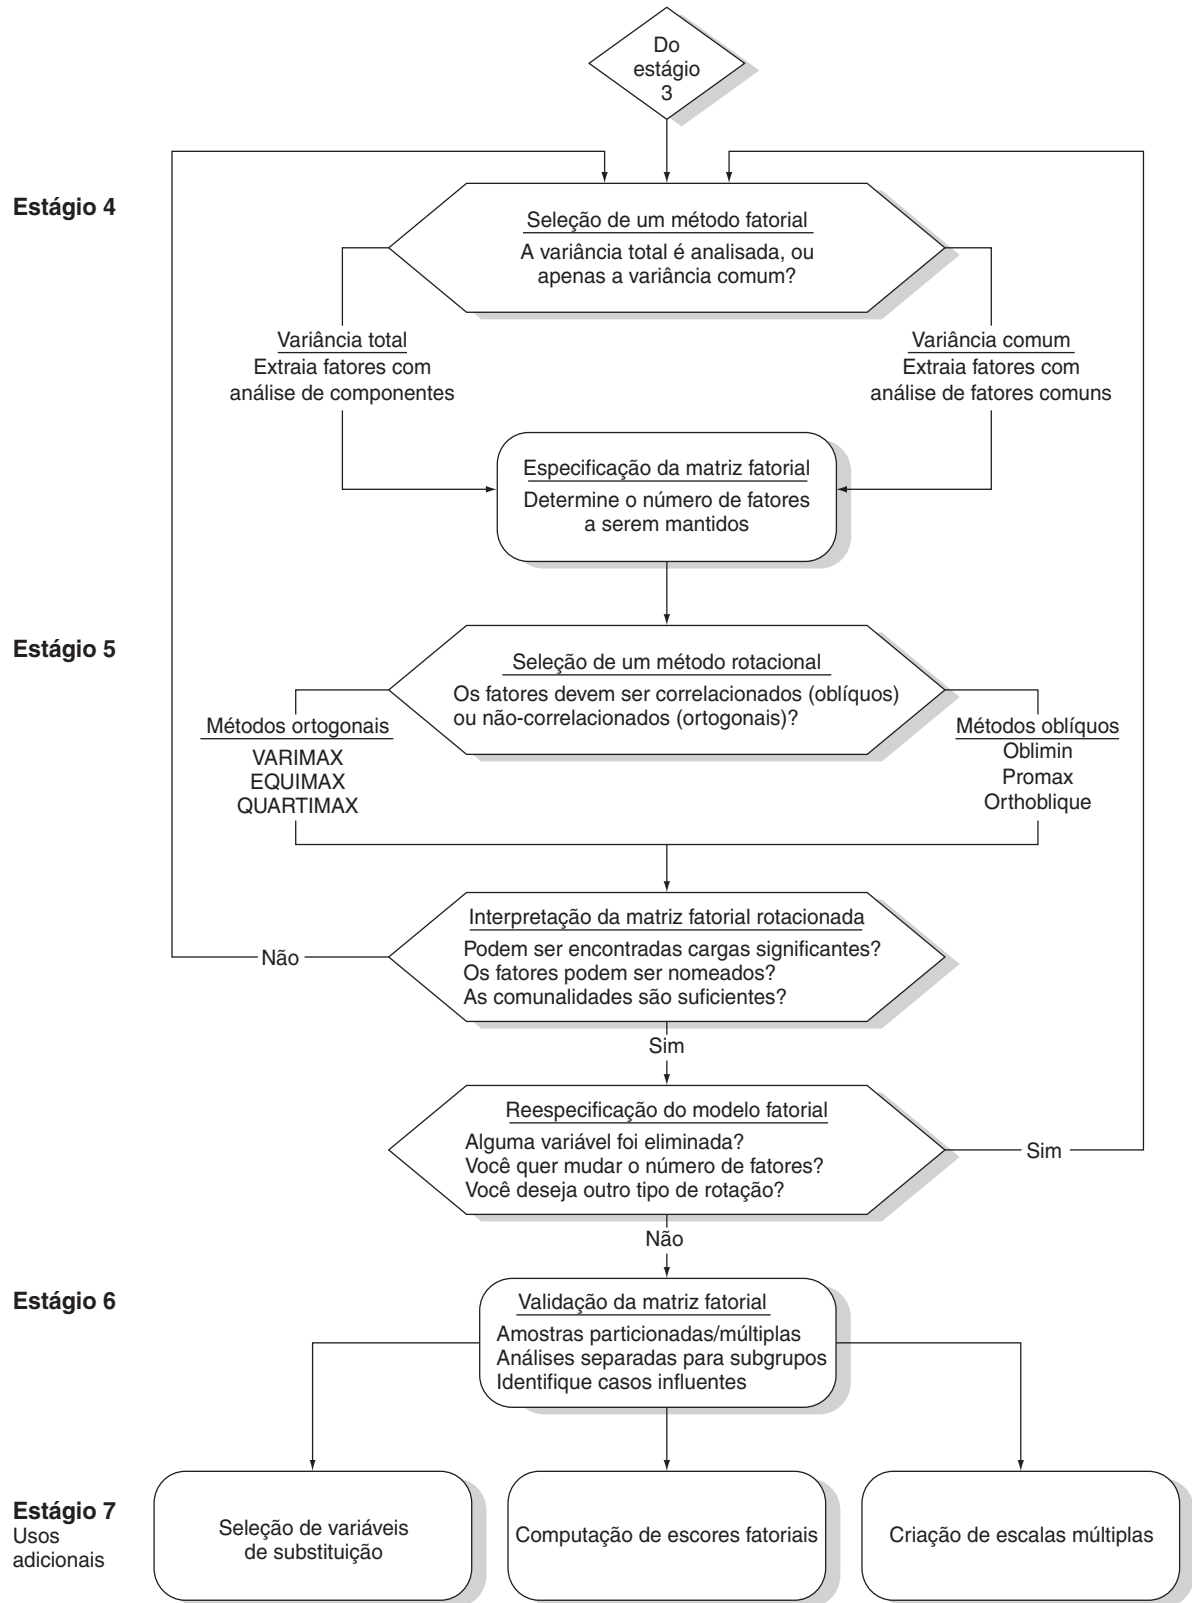 Do
estágio
3
Estágio 4
Seleção de um método fatorial
A variância total é analisada, ou
apenas a variância comum?
Variância total
Extraia fatores com
análise de componentes
Variância comum
Extraia fatores com
análise de fatores comuns
Especificação da matriz fatorial
Determine o número de fatores
a serem mantidos
Estágio 5
Seleção de um método rotacional
Os fatores devem ser correlacionados (oblíquos)
ou não-correlacionados (ortogonais)?
Métodos ortogonais
VARIMAX
EQUIMAX
QUARTIMAX
Métodos oblíquos
Oblimin
Promax
Orthoblique
Interpretação da matriz fatorial rotacionada
Podem ser encontradas cargas significantes?
Os fatores podem ser nomeados?
As comunalidades são suficientes?
Não
Sim
Reespecificação do modelo fatorial
Alguma variável foi eliminada?
Você quer mudar o número de fatores?
Você deseja outro tipo de rotação?
Sim
Não
Estágio 6
Validação da matriz fatorial
Amostras particionadas/múltiplas
Análises separadas para subgrupos
Identifique casos influentes
Estágio 7
Usos
adicionais
Seleção de variáveis
de substituição
Computação de escores fatoriais
Criação de escalas múltiplas